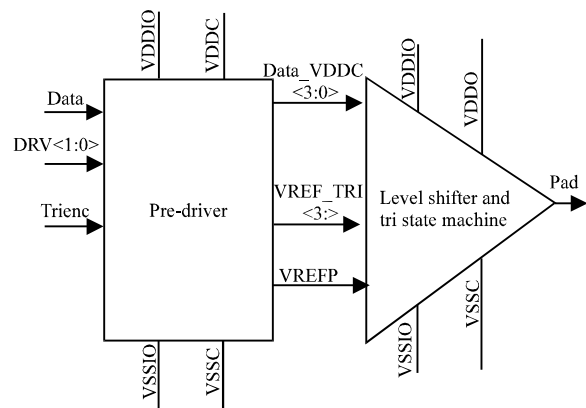 VDDIO
VDDC
Data
DRV<1:0>
Trienc
Pre-driver
Data_VDDC
<3:0>
VREF_TRI
<3:>
VREFP
VSSIO
VSSC
VDDIO
VDDO
Level shifter and
tri state machine
Pad
VSSIO
VSSC